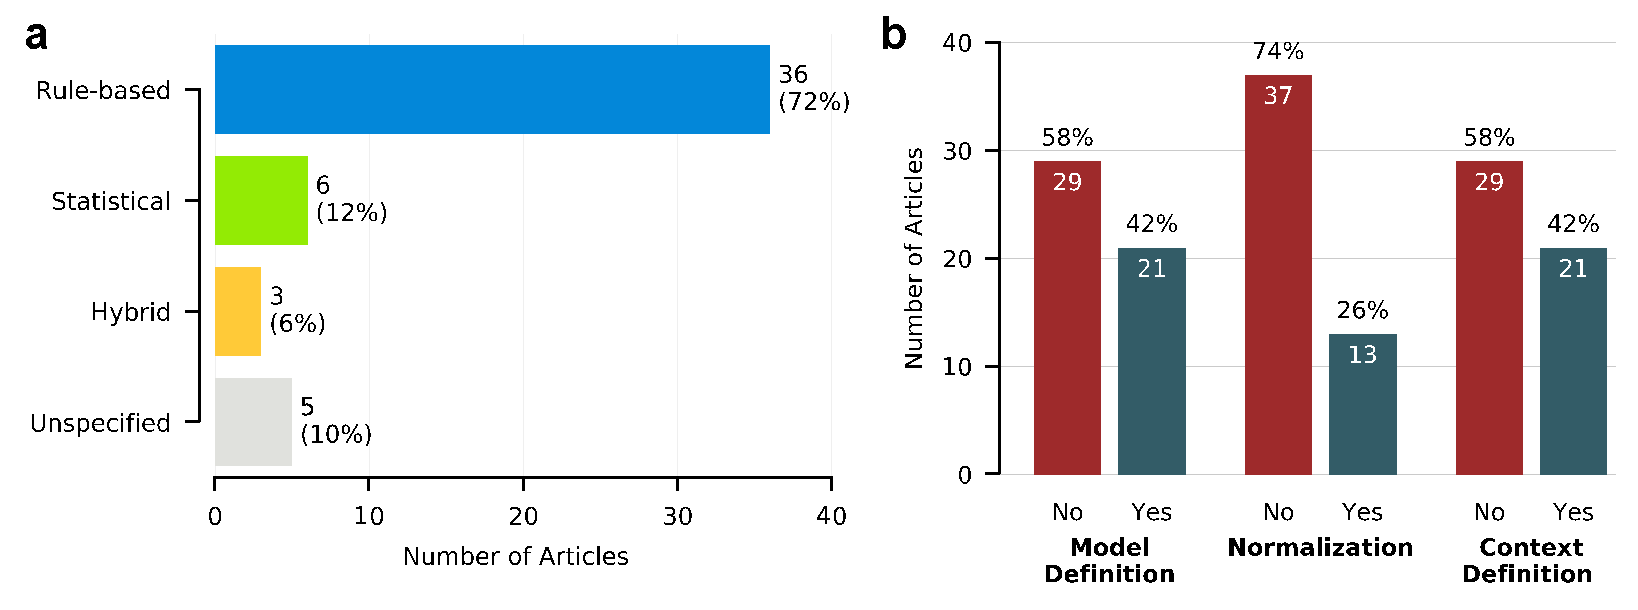 a
Rule-based
36
(72%)
Statistical
6
(12%)
Hybrid
3
(6%)
Unspecified
5
(10%)
0 10 20 30 40
Number of Articles
b
Number of Articles
40
30
20
10
0
58%
29
42%
21
74%
37
26%
13
58%
29
42%
21
No Yes No Yes No Yes
Model
Definition
Normalization
Context
Definition